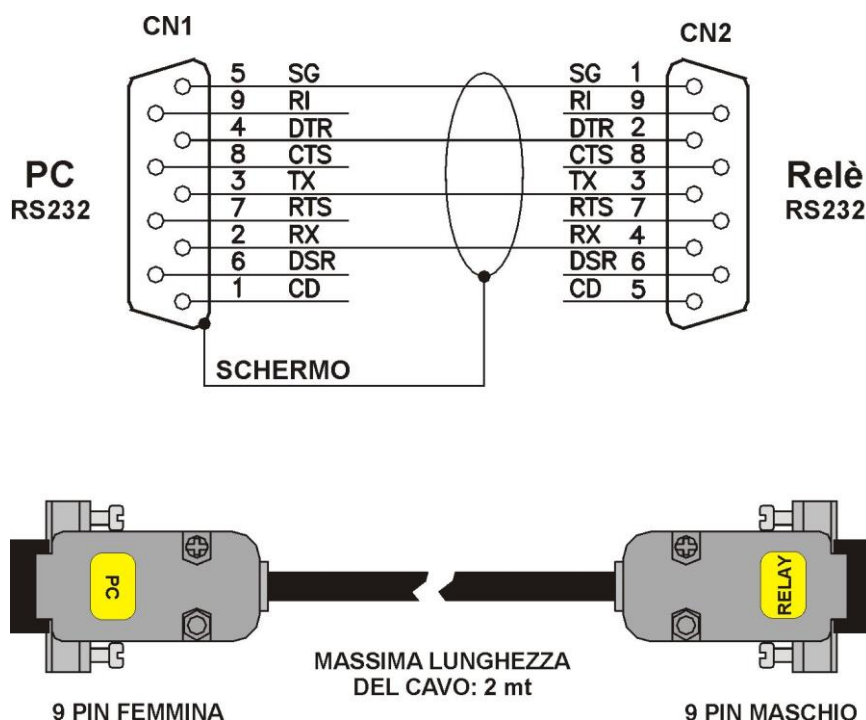 CN1
CN2
5 SG SG 1
9 RI RI 9
4 DTR DTR 2
8 CTS CTS 8
3 TX TX 3
7 RTS RTS 7
2 RX RX 4
6 DSR DSR 6
1 CD CD 5
PC
RS232
Relè
RS232
SCHERMO
PC
RELAY
MASSIMA LUNGHEZZA
DEL CAVO: 2 mt
9 PIN FEMMINA
9 PIN MASCHIO